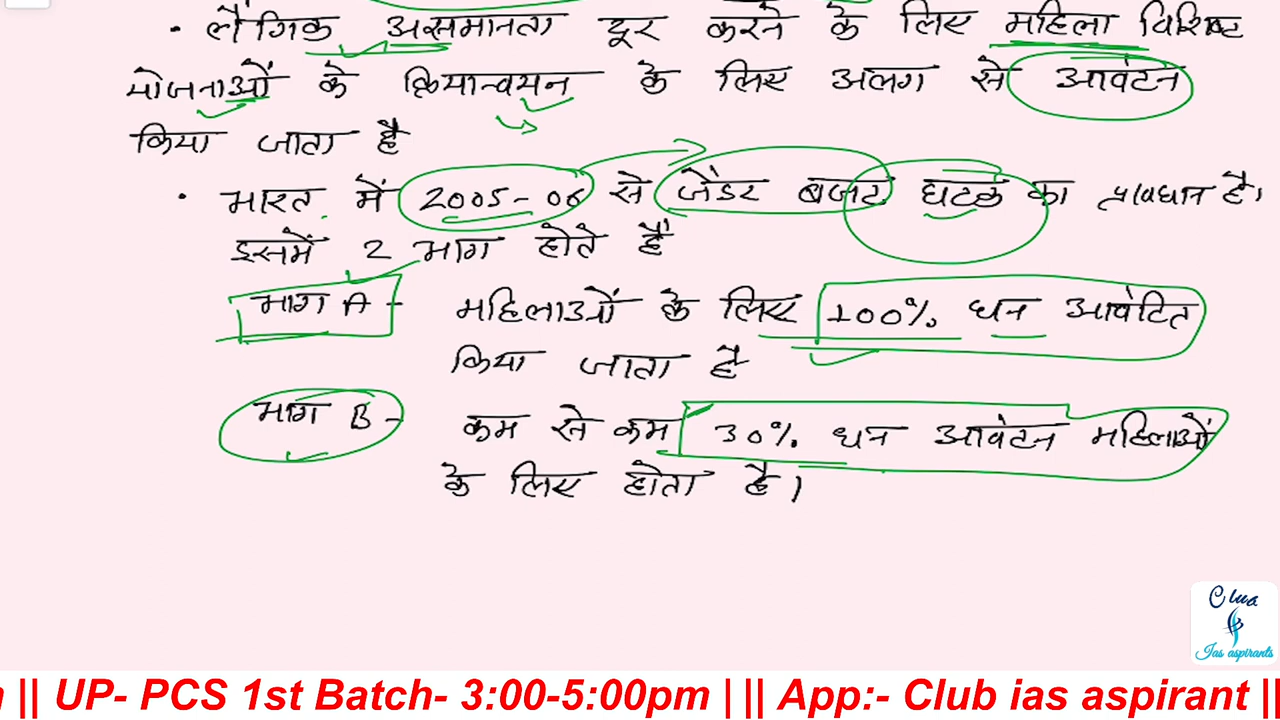 • लैंगिक असमानता दूर करने के लिए महिला विशिष्ट
योजनाओं के क्रियान्वयन के लिए अलग से आवंटन
किया जाता है
• भारत में 2005-06 से जेंडर बजट घटक का प्रावधान है।
इसमें 2 भाग होते हैं
भाग A - महिलाओं के लिए 100% धन आवंटित
किया जाता है
भाग B - कम से कम 30% धन आवंटन महिलाओं
के लिए होता है।
Club
Ias aspirants
|| UP- PCS 1st Batch- 3:00-5:00pm | || App:- Club ias aspirant ||